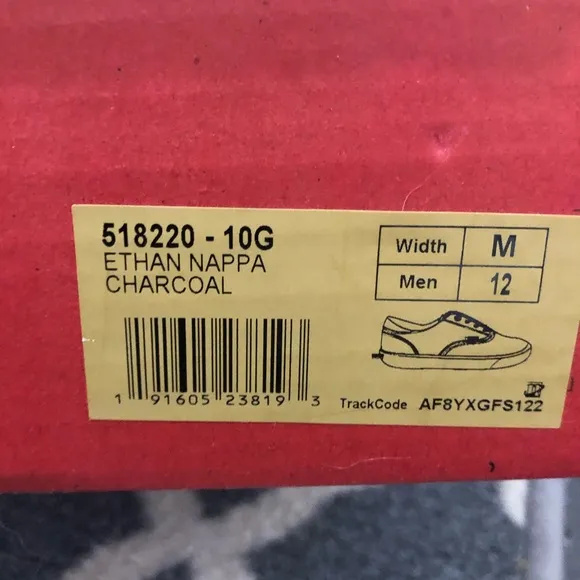 518220 - 10G
ETHAN NAPPA
CHARCOAL
Width M
Men 12
1 91605 23819 3
TrackCode AF8YXGFS122